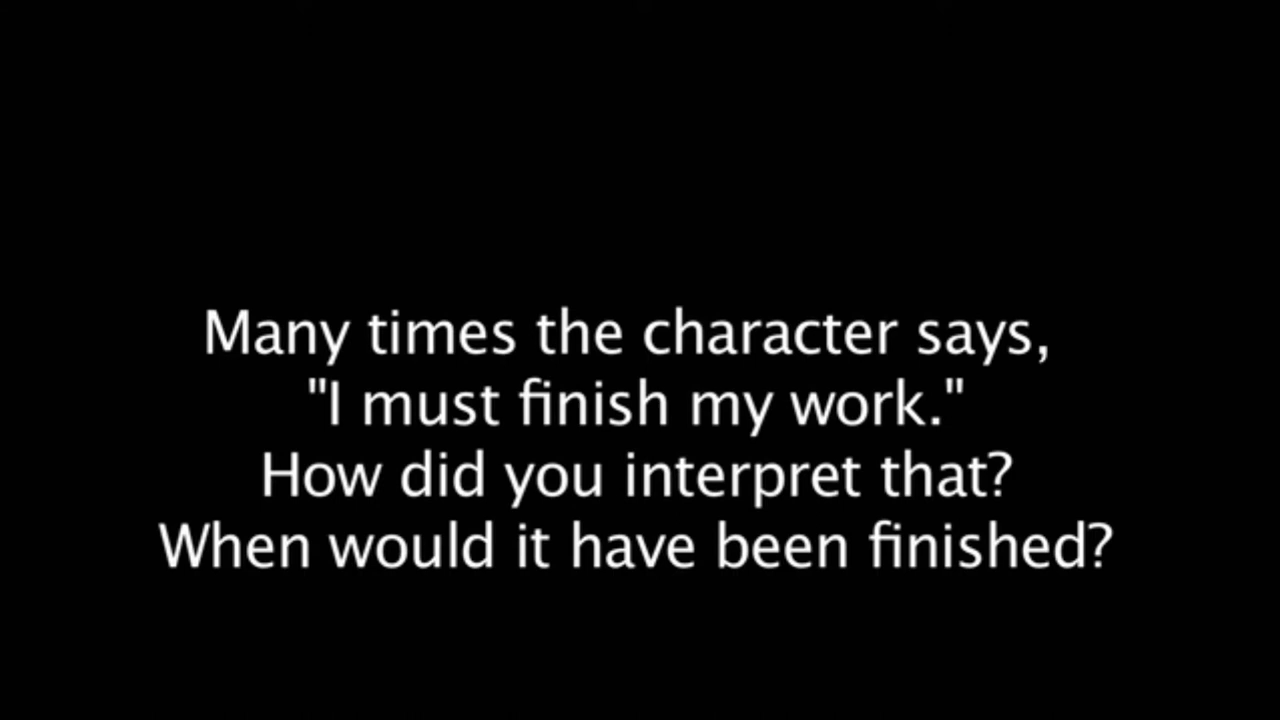 Many times the character says,
"I must finish my work."
How did you interpret that?
When would it have been finished?